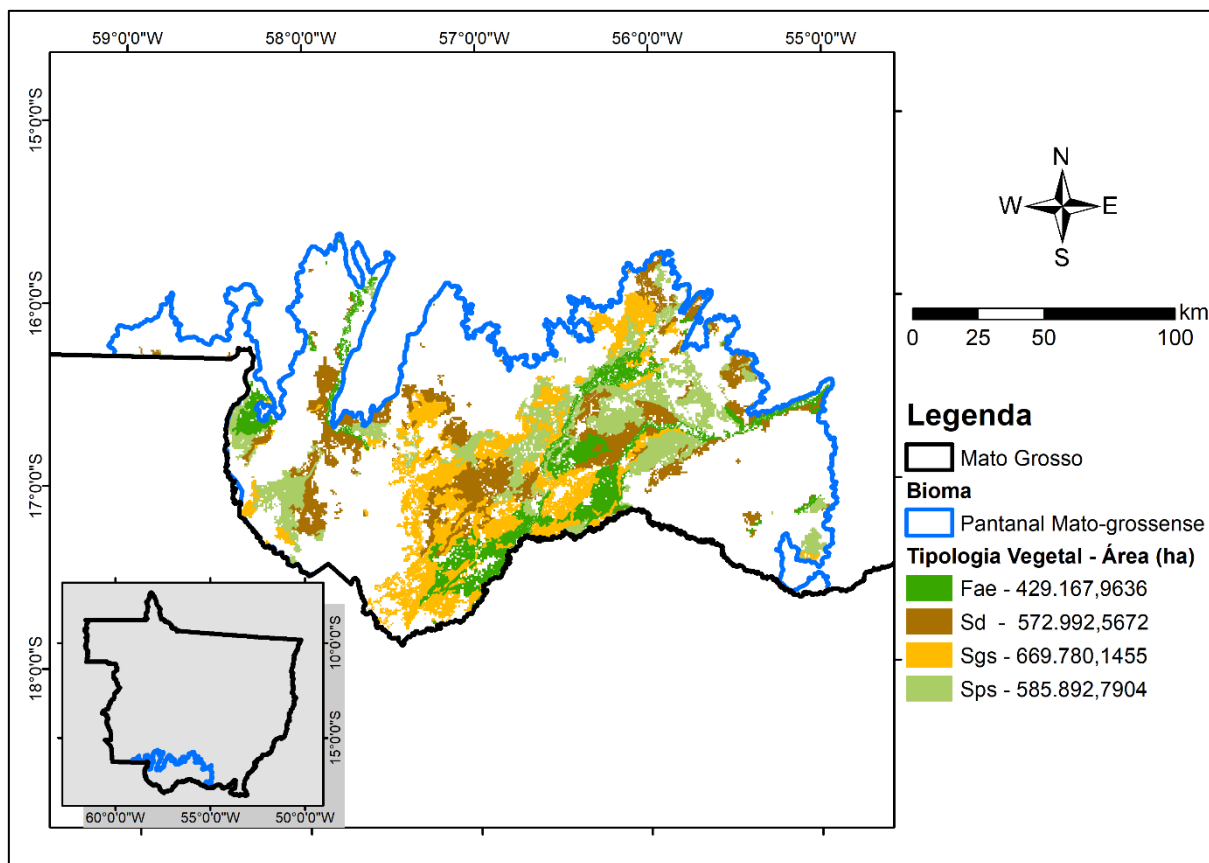 59°0'0"W 58°0'0"W 57°0'0"W 56°0'0"W 55°0'0"W
15°0'0"S
16°0'0"S
17°0'0"S
18°0'0"S
N
W E
S
km
0 25 50 100
Legenda
Mato Grosso
Bioma
Pantanal Mato-grossense
Tipologia Vegetal - Área (ha)
Fae - 429.167,9636
Sd - 572.992,5672
Sgs - 669.780,1455
Sps - 585.892,7904
10°0'0"S
15°0'0"S
60°0'0"W 55°0'0"W 50°0'0"W